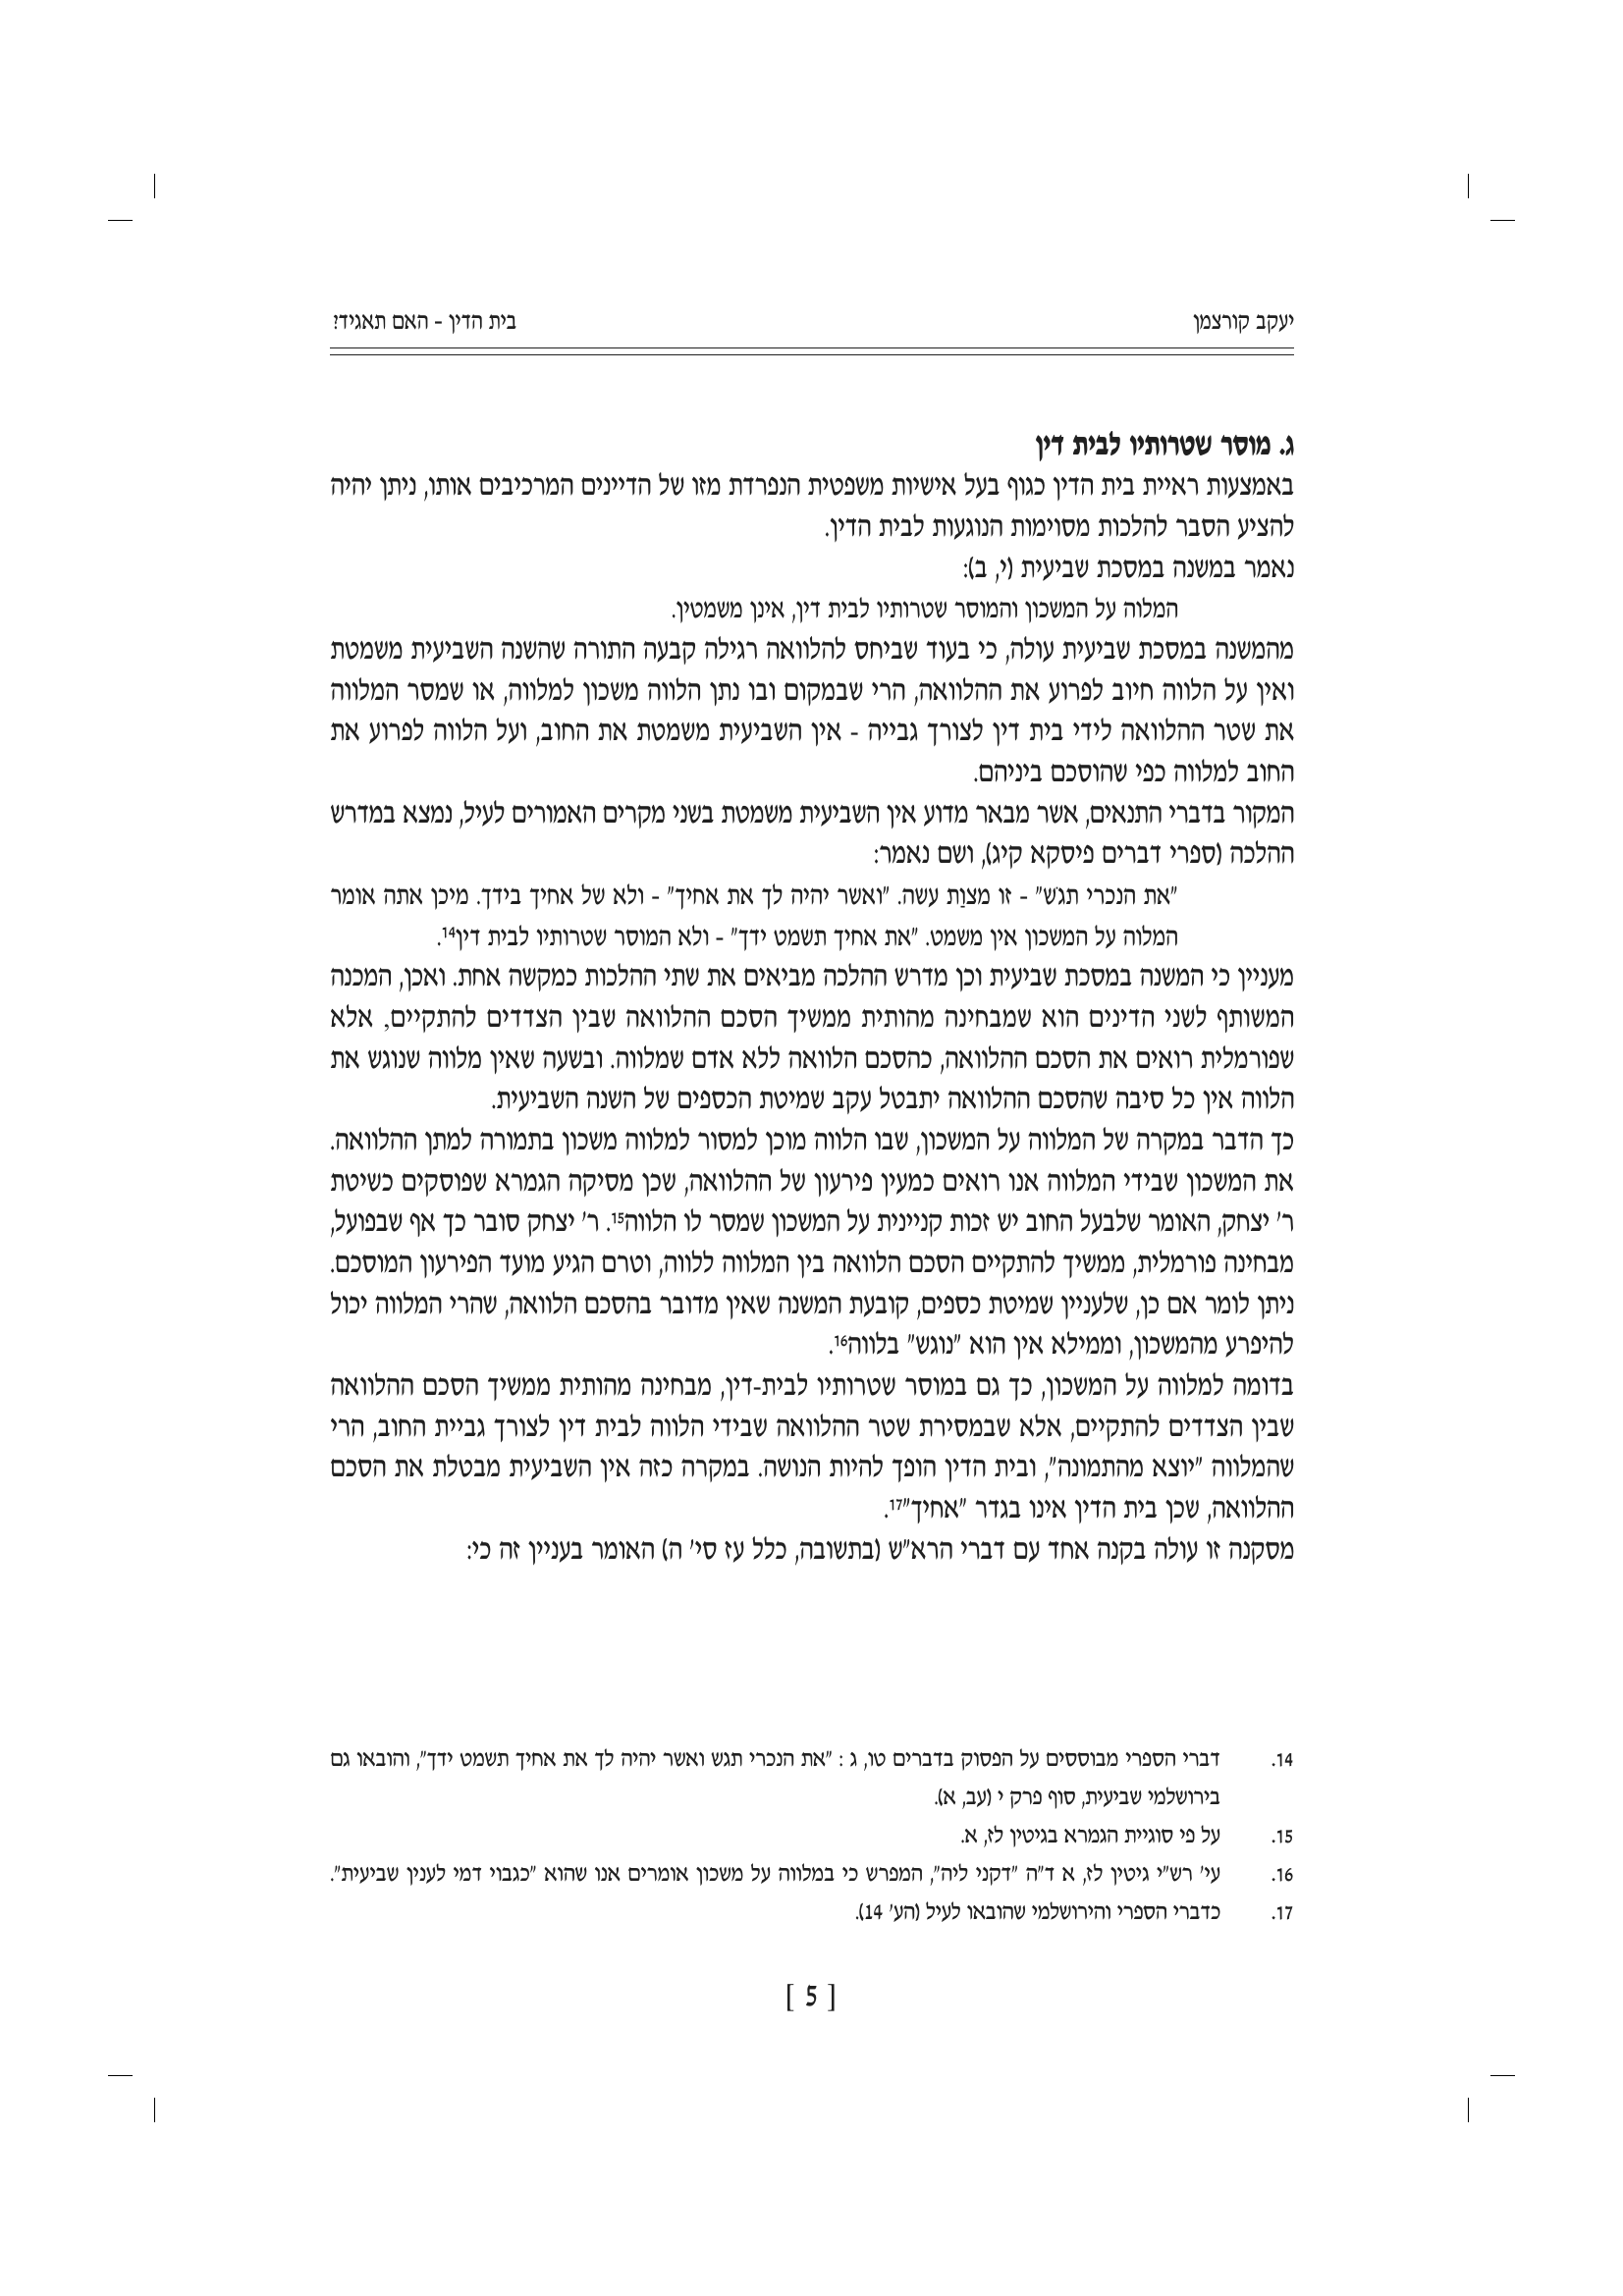 יעקב קורצמן
בית הדין - האם תאגיד?
ג. מוסר שטרותיו לבית דין
באמצעות ראיית בית הדין כגוף בעל אישיות משפטית הנפרדת מזו של הדיינים המרכיבים אותו, ניתן יהיה
להציע הסבר להלכות מסוימות הנוגעות לבית הדין.
נאמר במשנה במסכת שביעית (י, ב):
המלוה על המשכון והמוסר שטרותיו לבית דין, אינן משמטין.
מהמשנה במסכת שביעית עולה, כי בעוד שביחס להלוואה רגילה קבעה התורה שהשנה השביעית משמטת
ואין על הלווה חיוב לפרוע את ההלוואה, הרי שבמקום ובו נתן הלווה משכון למלווה, או שמסר המלווה
את שטר ההלוואה לידי בית דין לצורך גבייה - אין השביעית משמטת את החוב, ועל הלווה לפרוע את
החוב למלווה כפי שהוסכם ביניהם.
המקור בדברי התנאים, אשר מבאר מדוע אין השביעית משמטת בשני מקרים האמורים לעיל, נמצא במדרש
ההלכה (ספרי דברים פיסקא קיג), ושם נאמר:
"את הנכרי תגֹש" - זו מצוַת עשה. "ואשר יהיה לך את אחיך" - ולא של אחיך בידך. מיכן אתה אומר
המלוה על המשכון אין משמט. "את אחיך תשמט ידך" - ולא המוסר שטרותיו לבית דין14.
מעניין כי המשנה במסכת שביעית וכן מדרש ההלכה מביאים את שתי ההלכות כמקשה אחת. ואכן, המכנה
המשותף לשני הדינים הוא שמבחינה מהותית ממשיך הסכם ההלוואה שבין הצדדים להתקיים, אלא
שפורמלית רואים את הסכם ההלוואה, כהסכם הלוואה ללא אדם שמלווה. ובשעה שאין מלווה שנוגש את
הלווה אין כל סיבה שהסכם ההלוואה יתבטל עקב שמיטת הכספים של השנה השביעית.
כך הדבר במקרה של המלווה על המשכון, שבו הלווה מוכן למסור למלווה משכון בתמורה למתן ההלוואה.
את המשכון שבידי המלווה אנו רואים כמעין פירעון של ההלוואה, שכן מסיקה הגמרא שפוסקים כשיטת
ר' יצחק, האומר שלבעל החוב יש זכות קניינית על המשכון שמסר לו הלווה15. ר' יצחק סובר כך אף שבפועל,
מבחינה פורמלית, ממשיך להתקיים הסכם הלוואה בין המלווה ללווה, וטרם הגיע מועד הפירעון המוסכם.
ניתן לומר אם כן, שלעניין שמיטת כספים, קובעת המשנה שאין מדובר בהסכם הלוואה, שהרי המלווה יכול
להיפרע מהמשכון, וממילא אין הוא "נוגש" בלווה16.
בדומה למלווה על המשכון, כך גם במוסר שטרותיו לבית-דין, מבחינה מהותית ממשיך הסכם ההלוואה
שבין הצדדים להתקיים, אלא שבמסירת שטר ההלוואה שבידי הלווה לבית דין לצורך גביית החוב, הרי
שהמלווה "יוצא מהתמונה", ובית הדין הופך להיות הנושה. במקרה כזה אין השביעית מבטלת את הסכם
ההלוואה, שכן בית הדין אינו בגדר "אחיך"17.
מסקנה זו עולה בקנה אחד עם דברי הרא"ש (בתשובה, כלל עז סי' ה) האומר בעניין זה כי:
14. דברי הספרי מבוססים על הפסוק בדברים טו, ג : "את הנכרי תגש ואשר יהיה לך את אחיך תשמט ידך", והובאו גם
בירושלמי שביעית, סוף פרק י (עב, א).
15. על פי סוגיית הגמרא בגיטין לז, א.
16. עי' רש"י גיטין לז, א ד"ה "דקני ליה", המפרש כי במלווה על משכון אומרים אנו שהוא "כגבוי דמי לענין שביעית".
17. כדברי הספרי והירושלמי שהובאו לעיל (הע' 14).
[ 5 ]